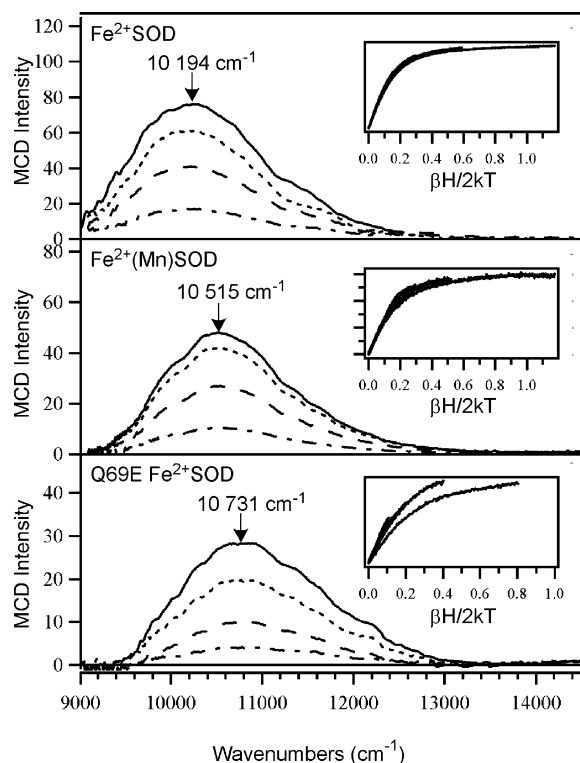 Fe²⁺SOD
10 194 cm⁻¹
MCD Intensity
120
100
80
60
40
20
0
0.0 0.2 0.4 0.6 0.8 1.0
βH/2kT
Fe²⁺(Mn)SOD
10 515 cm⁻¹
MCD Intensity
80
60
40
20
0
0.0 0.2 0.4 0.6 0.8 1.0
βH/2kT
Q69E Fe²⁺SOD
10 731 cm⁻¹
MCD Intensity
40
30
20
10
0
0.0 0.2 0.4 0.6 0.8 1.0
βH/2kT
9000 10000 11000 12000 13000 14000
Wavenumbers (cm⁻¹)